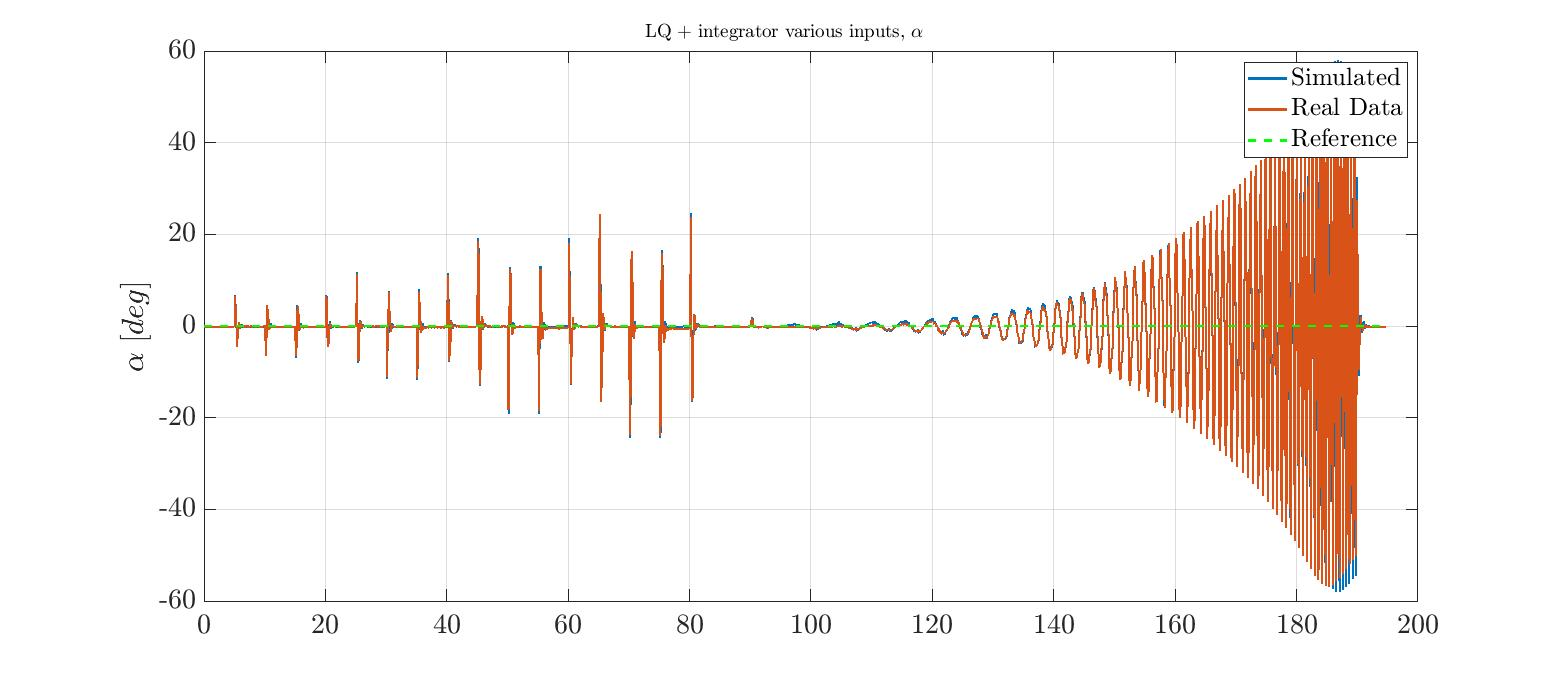 LQ + integrator various inputs, α
60
40
20
0
-20
-40
-60
α [deg]
Simulated
Real Data
Reference
0 20 40 60 80 100 120 140 160 180 200